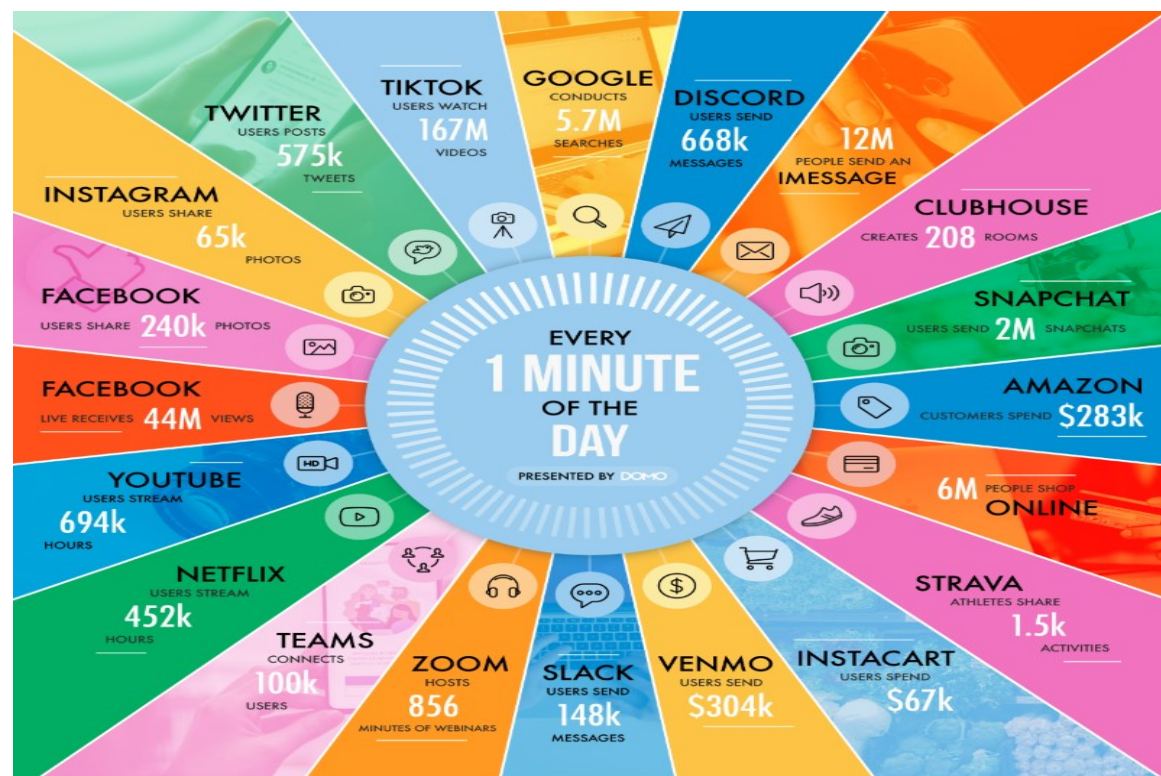 EVERY
1 MINUTE
OF THE
DAY
PRESENTED BY DOMO
GOOGLE
CONDUCTS
5.7M
SEARCHES
DISCORD
USERS SEND
668k
MESSAGES
12M
PEOPLE SEND AN
IMESSAGE
CLUBHOUSE
CREATES 208 ROOMS
SNAPCHAT
USERS SEND 2M SNAPCHATS
AMAZON
CUSTOMERS SPEND $283k
6M PEOPLE SHOP
ONLINE
STRAVA
ATHLETES SHARE
1.5k
ACTIVITIES
INSTACART
USERS SPEND
$67k
VENMO
USERS SEND
$304k
SLACK
USERS SEND
148k
MESSAGES
ZOOM
HOSTS
856
MINUTES OF WEBINARS
TEAMS
CONNECTS
100k
USERS
NETFLIX
USERS STREAM
452k
HOURS
YOUTUBE
USERS STREAM
694k
HOURS
HD
FACEBOOK
LIVE RECEIVES 44M VIEWS
FACEBOOK
USERS SHARE 240k PHOTOS
INSTAGRAM
USERS SHARE
65k
PHOTOS
TWITTER
USERS POSTS
575k
TWEETS
TIKTOK
USERS WATCH
167M
VIDEOS